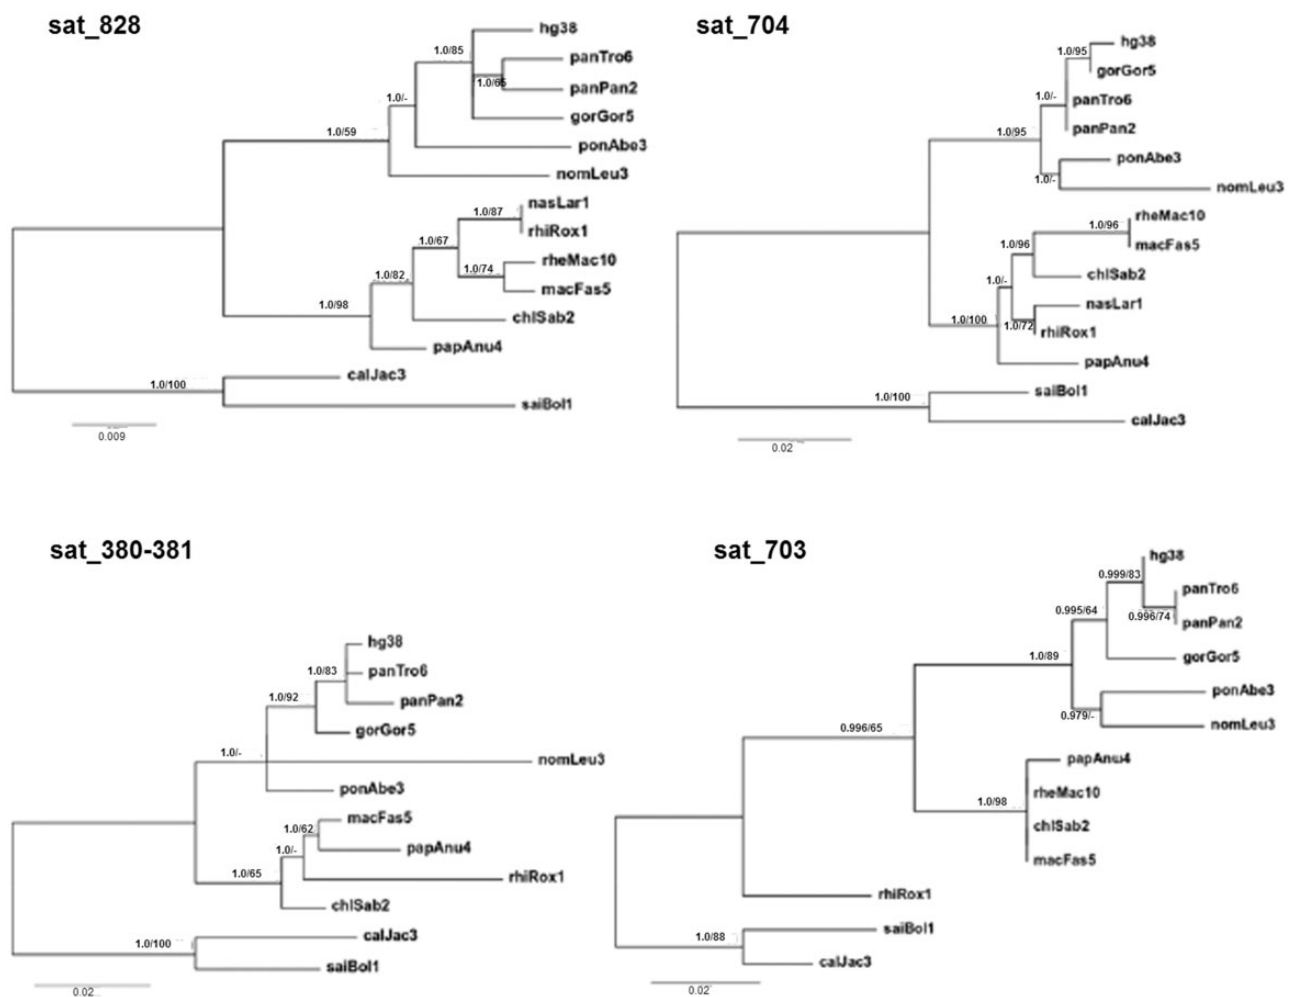 sat_828
hg38
1.0/85
panTro6
1.0/65
panPan2
1.0/-
gorGor5
1.0/59
ponAbe3
nomLeu3
nasLar1
1.0/87
rhiRox1
1.0/67
rheMac10
1.0/74
1.0/82
macFas5
1.0/98
chlSab2
papAnu4
calJac3
1.0/100
saiBol1
0.009
sat_704
hg38
1.0/95
gorGor5
1.0/-
panTro6
panPan2
1.0/95
ponAbe3
1.0/-
nomLeu3
rheMac10
1.0/96
macFas5
1.0/96
chlSab2
1.0/-
nasLar1
1.0/100
1.0/72
rhiRox1
papAnu4
saiBol1
1.0/100
calJac3
0.02
sat_380-381
hg38
1.0/83
panTro6
1.0/92
panPan2
gorGor5
1.0/-
nomLeu3
ponAbe3
macFas5
1.0/62
1.0/-
papAnu4
1.0/65
rhiRox1
chlSab2
calJac3
1.0/100
saiBol1
0.02
sat_703
hg38
0.999/83
panTro6
0.995/64
0.996/74
panPan2
1.0/89
gorGor5
ponAbe3
0.979/-
nomLeu3
0.996/65
papAnu4
rheMac10
1.0/98
chlSab2
macFas5
rhiRox1
saiBol1
1.0/88
calJac3
0.02